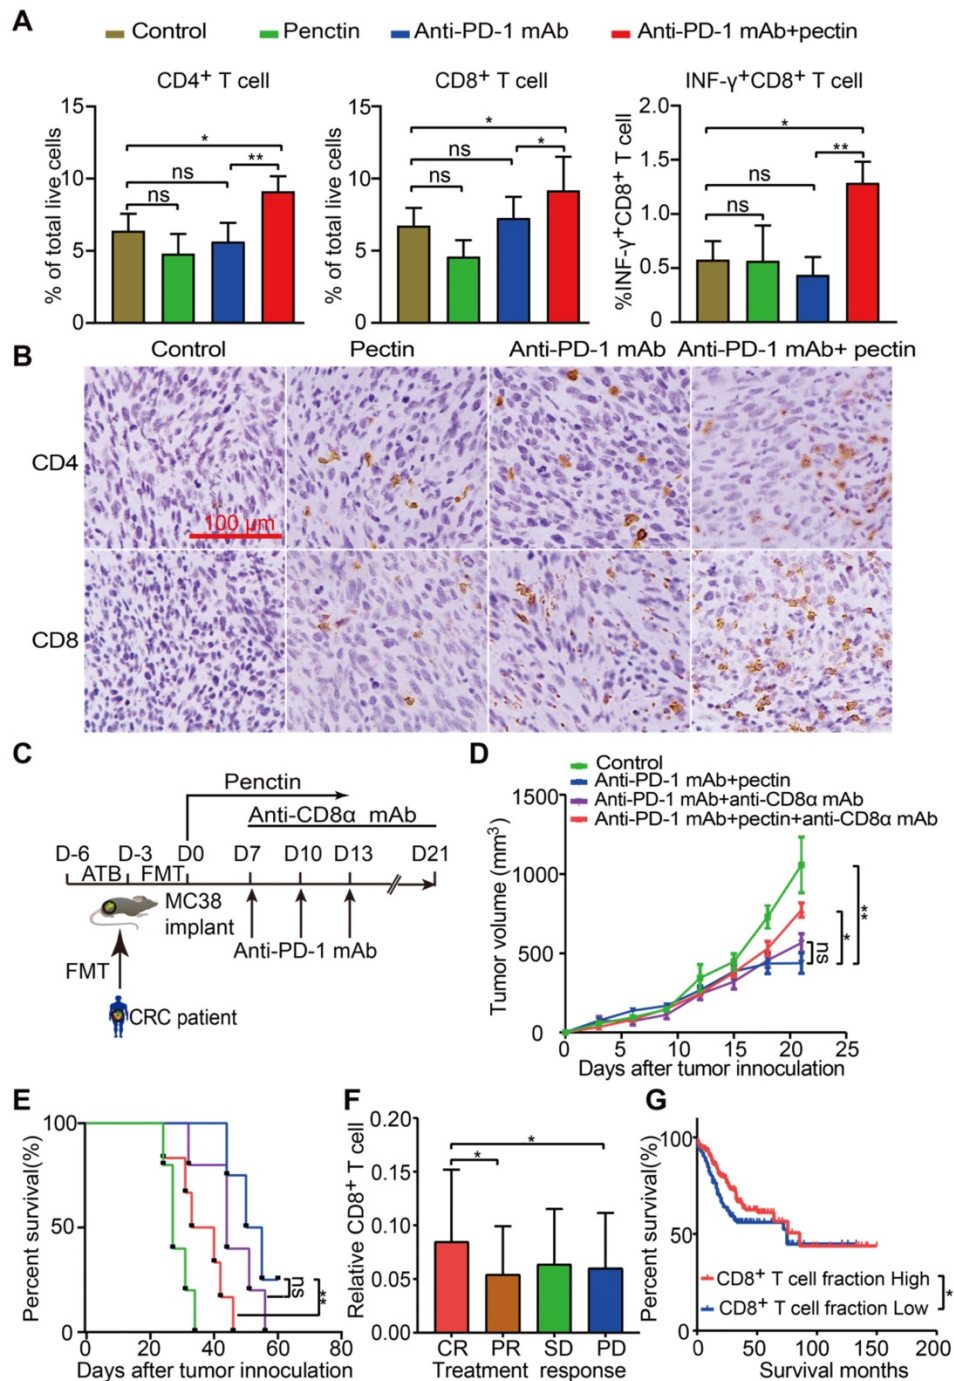 A
Control Penctin Anti-PD-1 mAb Anti-PD-1 mAb+pectin
CD4+ T cell
% of total live cells
15
10
5
0
ns
ns
*
**
CD8+ T cell
% of total live cells
15
10
5
0
ns
ns
*
*
INF-γ+CD8+ T cell
%INF-γ+CD8+ T cell
2.0
1.5
1.0
0.5
0
ns
ns
*
**
B
Control Pectin Anti-PD-1 mAb Anti-PD-1 mAb+ pectin
CD4
100 μm
CD8
C
Penctin
Anti-CD8α mAb
D-6 D-3 D0 D7 D10 D13 D21
ATB FMT
MC38
implant
Anti-PD-1 mAb
FMT
CRC patient
D
Control
Anti-PD-1 mAb+pectin
Anti-PD-1 mAb+anti-CD8α mAb
Anti-PD-1 mAb+pectin+anti-CD8α mAb
Tumor volume (mm3)
1500
1000
500
0
ns
*
**
0 5 10 15 20 25
Days after tumor innoculation
E
Percent survival(%)
100
50
0
ns
**
0 20 40 60 80
Days after tumor innoculation
F
Relative CD8+ T cell
0.20
0.15
0.10
0.05
0.00
*
*
CR PR SD PD
Treatment response
G
Percent survival(%)
100
50
0
CD8+ T cell fraction High
CD8+ T cell fraction Low
*
0 50 100 150 200
Survival months